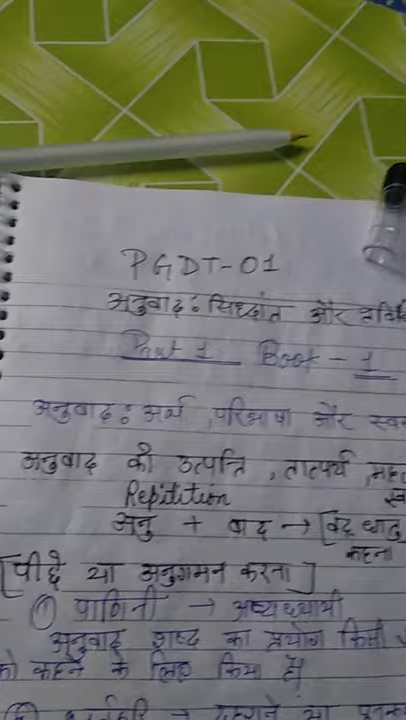 PGDT-01
अनुवाद : सिध्दांत और
Part 1 Book - 1
अनुवाद : अर्थ, परिभाषा और
अनुवाद की उत्पत्ति, तात्पर्य,
Repidition
अनु + वाद → [वद् धातु
कहना
[पीछे या अनुगमन करना]
① पाणिनी → अष्टध्यायी
अनुवाद शब्द का प्रयोग किसी
को कहने के लिए किया है।
→ या